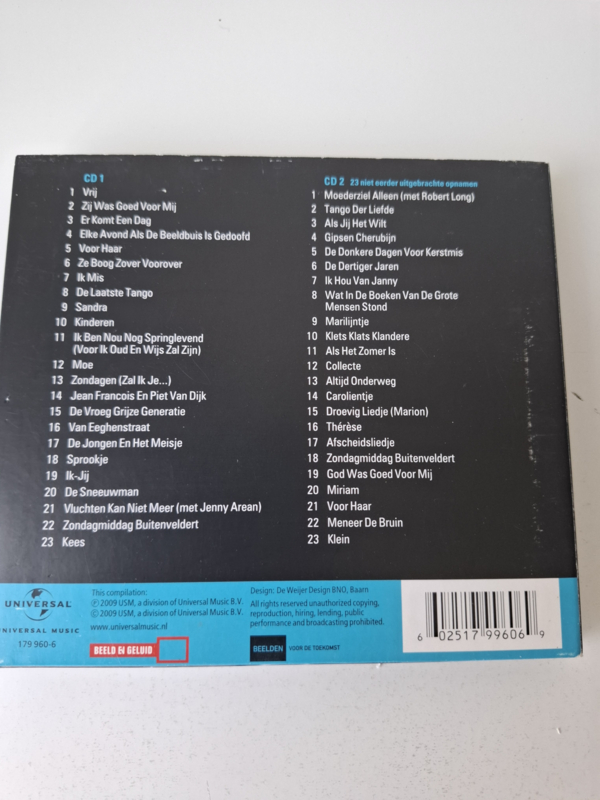 CD 1
1 Vrij
2 Zij Was Goed Voor Mij
3 Er Komt Een Dag
4 Elke Avond Als De Beeldbuis Is Gedoofd
5 Voor Haar
6 Ze Boog Zover Voorover
7 Ik Mis
8 De Laatste Tango
9 Sandra
10 Kinderen
11 Ik Ben Nou Nog Springlevend
(Voor Ik Oud En Wijs Zal Zijn)
12 Moe
13 Zondagen (Zal Ik Je...)
14 Jean Francois En Piet Van Dijk
15 De Vroeg Grijze Generatie
16 Van Eeghenstraat
17 De Jongen En Het Meisje
18 Sprookje
19 Ik-Jij
20 De Sneeuwman
21 Vluchten Kan Niet Meer (met Jenny Arean)
22 Zondagmiddag Buitenveldert
23 Kees
CD 2 23 niet eerder uitgebrachte opnamen
1 Moederziel Alleen (met Robert Long)
2 Tango Der Liefde
3 Als Jij Het Wilt
4 Gipsen Cherubijn
5 De Donkere Dagen Voor Kerstmis
6 De Dertiger Jaren
7 Ik Hou Van Janny
8 Wat In De Boeken Van De Grote
Mensen Stond
9 Marilijntje
10 Klets Klats Klandere
11 Als Het Zomer Is
12 Collecte
13 Altijd Onderweg
14 Carolientje
15 Droevig Liedje (Marion)
16 Thérèse
17 Afscheidsliedje
18 Zondagmiddag Buitenveldert
19 God Was Goed Voor Mij
20 Miriam
21 Voor Haar
22 Meneer De Bruin
23 Klein
UNIVERSAL
UNIVERSAL MUSIC
179 960-6
This compilation:
℗ 2009 USM, a division of Universal Music B.V.
© 2009 USM, a division of Universal Music B.V.
www.universalmusic.nl
BEELD EN GELUID
Design: De Weijer Design BNO, Baarn
All rights reserved unauthorized copying,
reproduction, hiring, lending, public
performance and broadcasting prohibited.
BEELDEN VOOR DE TOEKOMST
6 02517 99606 9